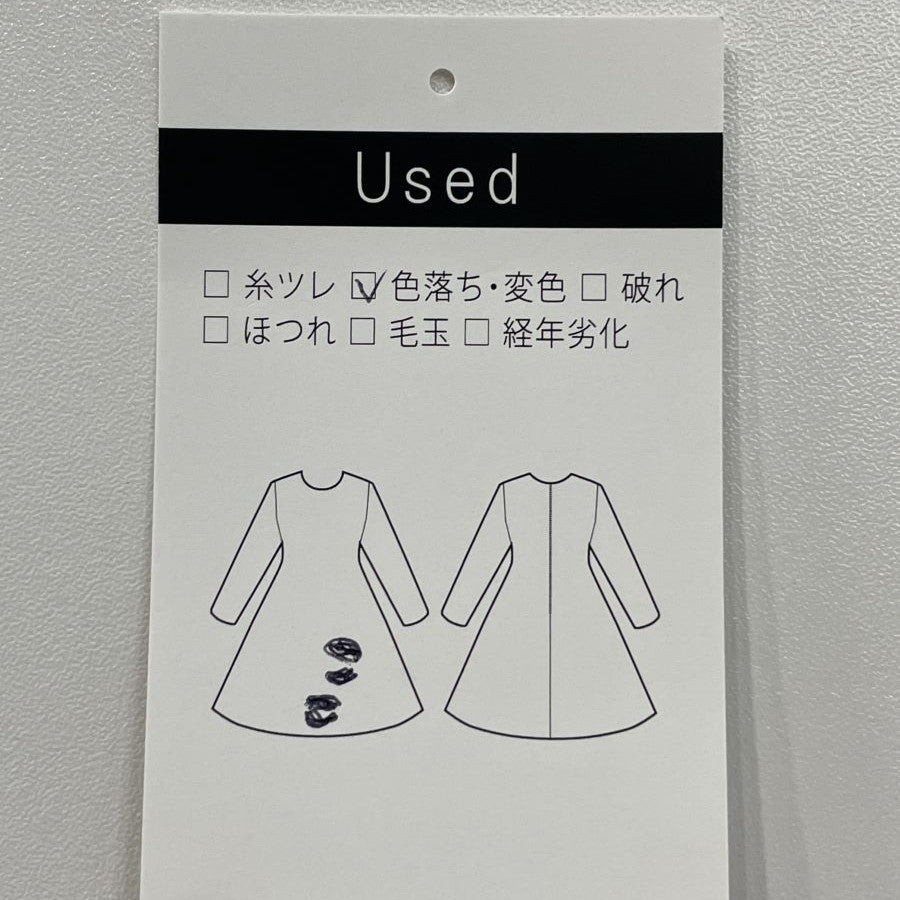 Used
□ 糸ツレ ☑ 色落ち・変色 □ 破れ
□ ほつれ □ 毛玉 □ 経年劣化